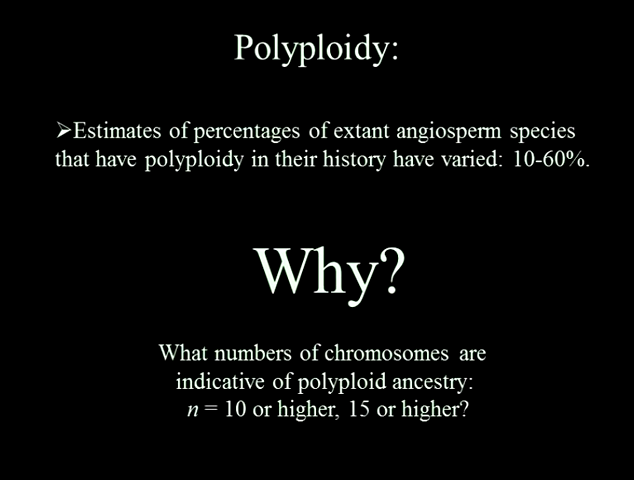 Polyploidy:
➢Estimates of percentages of extant angiosperm species
that have polyploidy in their history have varied: 10-60%.
Why?
What numbers of chromosomes are
indicative of polyploid ancestry:
n = 10 or higher, 15 or higher?